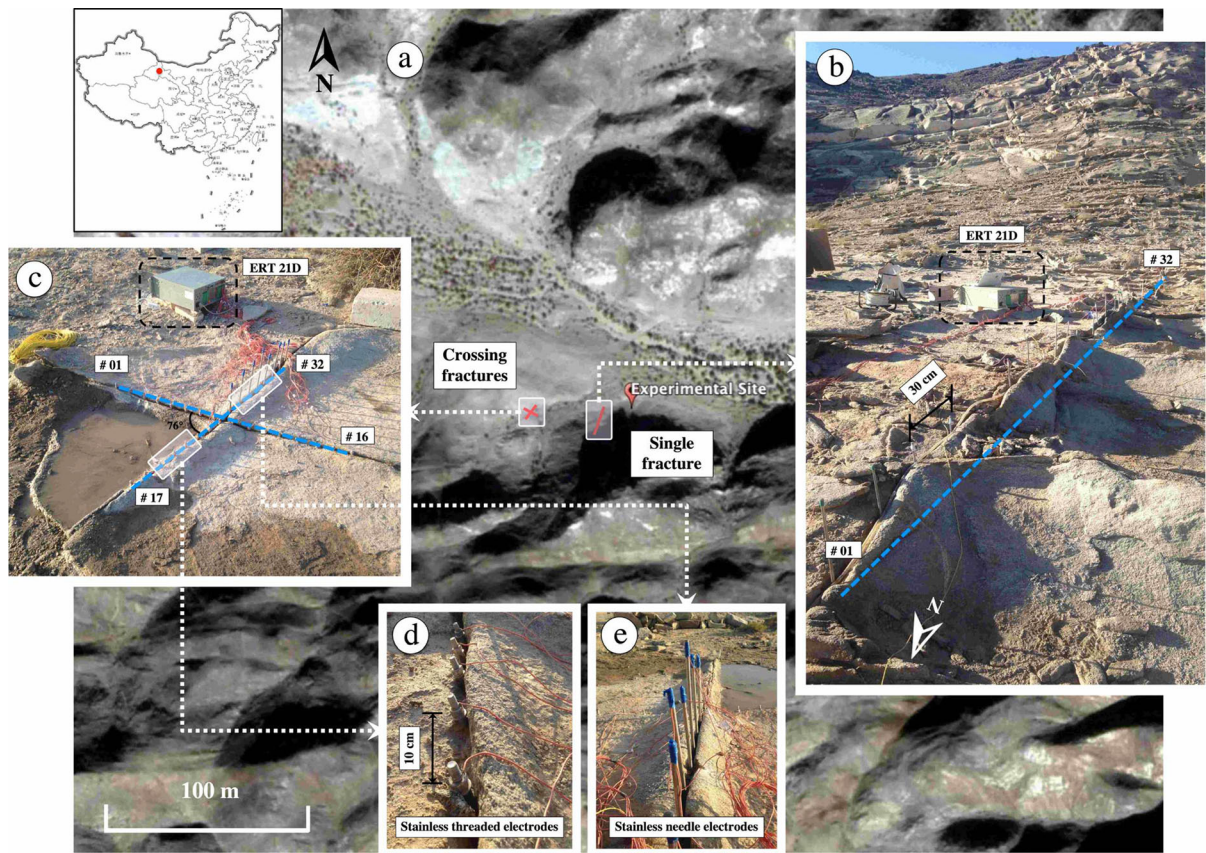 a
N
b
ERT 21D
# 32
30 cm
# 01
N
c
ERT 21D
# 01
# 32
76°
# 16
# 17
Crossing
fractures
Experimental Site
Single
fracture
d
10 cm
Stainless threaded electrodes
e
Stainless needle electrodes
100 m